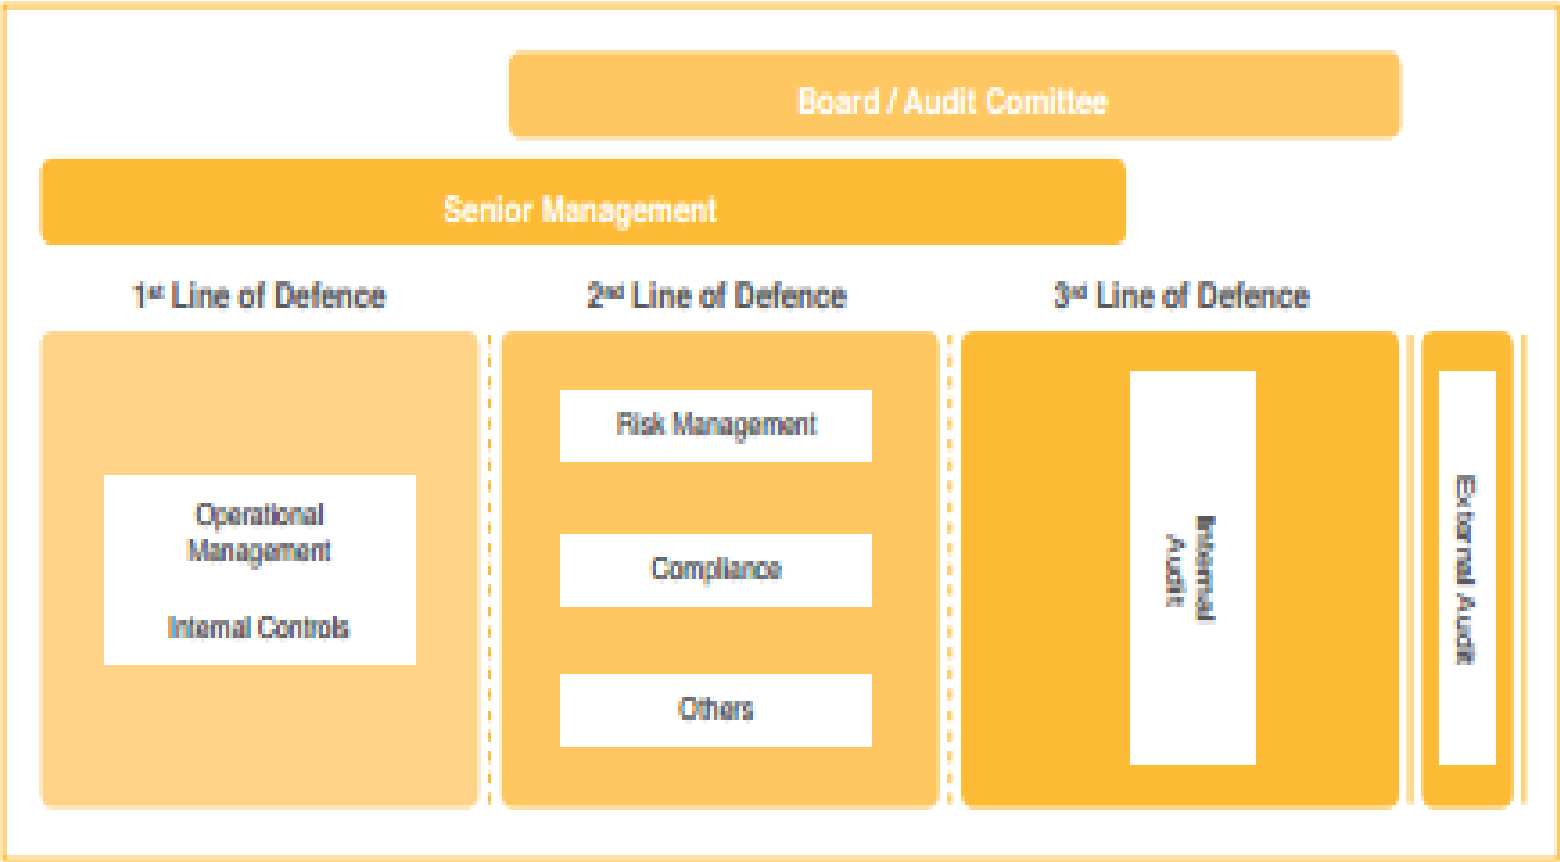 Board / Audit Comittee
Senior Management
1st Line of Defence
2nd Line of Defence
3rd Line of Defence
Operational
Management
Internal Controls
Risk Management
Compliance
Others
Internal
Audit
External Audit